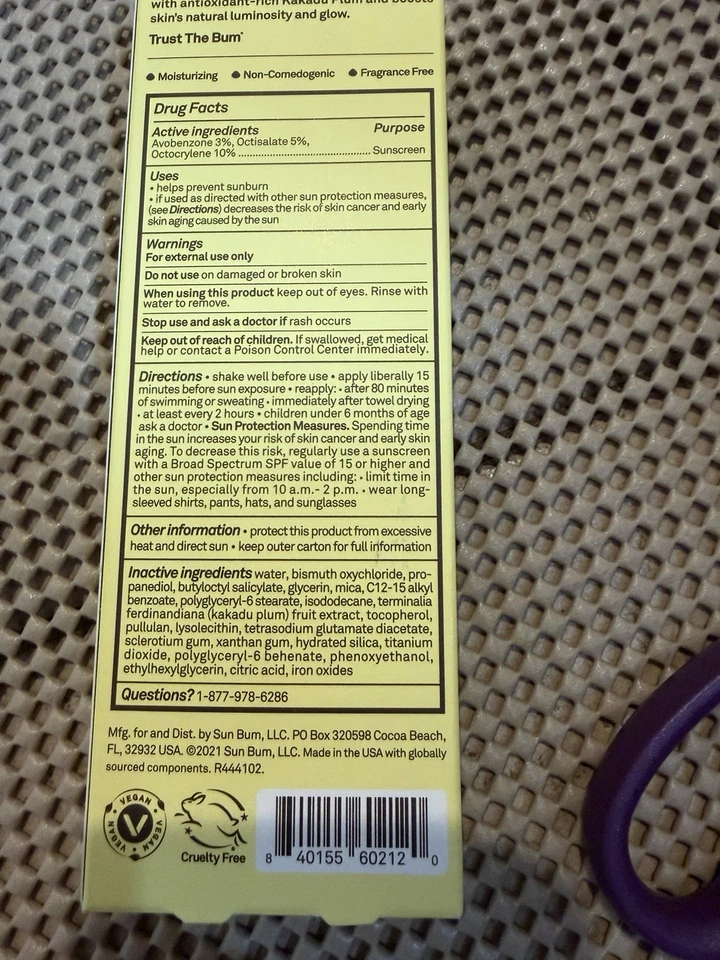 with antioxidant-rich Kakadu Plum and boosts
skin's natural luminosity and glow.
Trust The Bum*
• Moisturizing • Non-Comedogenic • Fragrance Free
Drug Facts
Active ingredients Purpose
Avobenzone 3%, Octisalate 5%,
Octocrylene 10% ........................................ Sunscreen
Uses
• helps prevent sunburn
• if used as directed with other sun protection measures,
(see Directions) decreases the risk of skin cancer and early
skin aging caused by the sun
Warnings
For external use only
Do not use on damaged or broken skin
When using this product keep out of eyes. Rinse with
water to remove.
Stop use and ask a doctor if rash occurs
Keep out of reach of children. If swallowed, get medical
help or contact a Poison Control Center immediately.
Directions • shake well before use • apply liberally 15
minutes before sun exposure • reapply: • after 80 minutes
of swimming or sweating • immediately after towel drying
• at least every 2 hours • children under 6 months of age
ask a doctor • Sun Protection Measures. Spending time
in the sun increases your risk of skin cancer and early skin
aging. To decrease this risk, regularly use a sunscreen
with a Broad Spectrum SPF value of 15 or higher and
other sun protection measures including: • limit time in
the sun, especially from 10 a.m.- 2 p.m. • wear long-
sleeved shirts, pants, hats, and sunglasses
Other information • protect this product from excessive
heat and direct sun • keep outer carton for full information
Inactive ingredients water, bismuth oxychloride, pro-
panediol, butyloctyl salicylate, glycerin, mica, C12-15 alkyl
benzoate, polyglyceryl-6 stearate, isododecane, terminalia
ferdinandiana (kakadu plum) fruit extract, tocopherol,
pullulan, lysolecithin, tetrasodium glutamate diacetate,
sclerotium gum, xanthan gum, hydrated silica, titanium
dioxide, polyglyceryl-6 behenate, phenoxyethanol,
ethylhexylglycerin, citric acid, iron oxides
Questions? 1-877-978-6286
Mfg. for and Dist. by Sun Bum, LLC. PO Box 320598 Cocoa Beach,
FL, 32932 USA. ©2021 Sun Bum, LLC. Made in the USA with globally
sourced components. R444102.
VEGAN • VEGAN • VEGAN
V
Cruelty Free
8 40155 60212 0